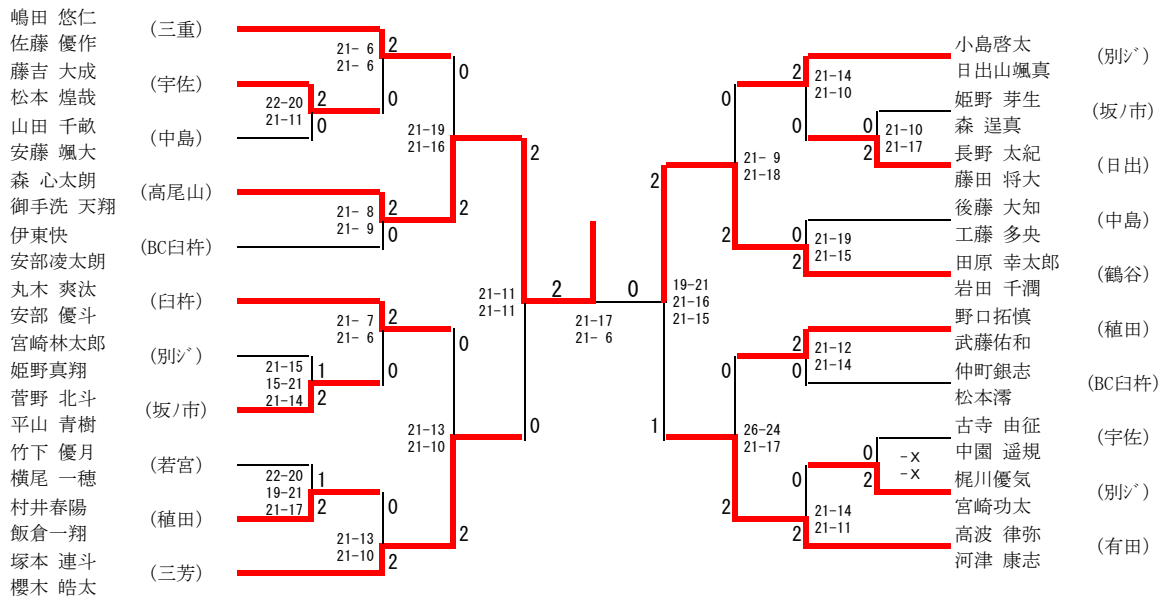 嶋田 悠仁
佐藤 優作
(三重)
藤吉 大成
松本 煌哉
(宇佐)
山田 千畝
安藤 颯大
(中島)
森 心太朗
御手洗 天翔
(高尾山)
伊東快
安部凌太朗
(BC臼杵)
丸木 爽汰
安部 優斗
(臼杵)
宮崎林太郎
姫野真翔
(別ジ)
菅野 北斗
平山 青樹
(坂ノ市)
竹下 優月
横尾 一穂
(若宮)
村井春陽
飯倉一翔
(稙田)
塚本 連斗
櫻木 皓太
(三芳)
21- 6
21- 6
2
0
22-20
21-11
2
0
0
21-19
21-16
2
21- 8
21- 9
2
0
2
21- 7
21- 6
2
0
21-15
15-21
21-14
1
2
0
21-13
21-10
2
22-20
19-21
21-17
1
2
21-13
21-10
0
2
21-11
21-11
2
0
2
0
21-17
21- 6
小島啓太
日出山颯真
(別ジ)
姫野 芽生
森 逞真
(坂ノ市)
長野 太紀
藤田 将大
(日出)
後藤 大知
工藤 多央
(中島)
田原 幸太郎
岩田 千潤
(鶴谷)
野口拓慎
武藤佑和
(稙田)
仲町銀志
松本澪
(BC臼杵)
古寺 由征
中園 遥規
(宇佐)
梶川優気
宮崎功太
(別ジ)
高波 律弥
河津 康志
(有田)
2
0
21-14
21-10
0
2
21-10
21-17
0
2
21- 9
21-18
0
2
21-19
21-15
2
1
19-21
21-16
21-15
2
0
21-12
21-14
0
2
26-24
21-17
0
2
-X
-X
0
2
21-14
21-11